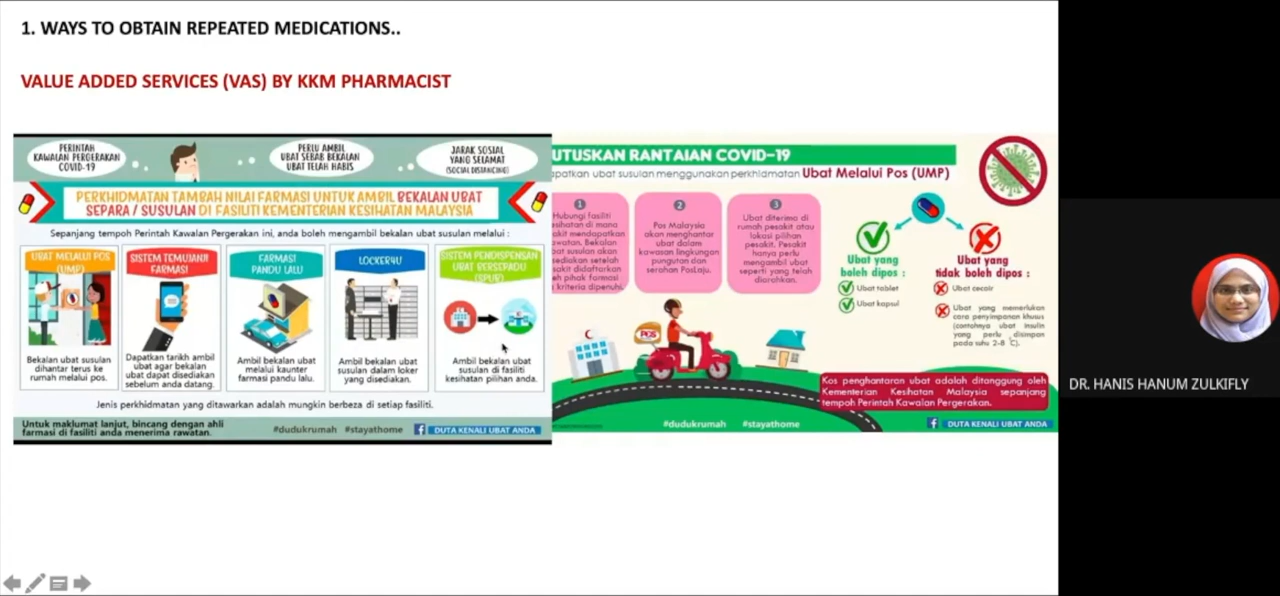 1. WAYS TO OBTAIN REPEATED MEDICATIONS..
VALUE ADDED SERVICES (VAS) BY KKM PHARMACIST
PERINTAH
KAWALAN PERGERAKAN
COVID-19
PERLU AMBIL
UBAT SEBAB BEKALAN
UBAT TELAH HABIS
JARAK SOSIAL
YANG SELAMAT
(SOCIAL DISTANCING)
PERKHIDMATAN TAMBAH NILAI FARMASI UNTUK AMBIL BEKALAN UBAT
SEPARA / SUSULAN DI FASILITI KEMENTERIAN KESIHATAN MALAYSIA
Sepanjang tempoh Perintah Kawalan Pergerakan ini, anda boleh mengambil bekalan ubat susulan melalui :
UBAT MELALUI POS
(UMP)
Bekalan ubat susulan
dihantar terus ke
rumah melalui pos.
SISTEM TEMUJANJI
FARMASI
Dapatkan tarikh ambil
ubat agar bekalan
ubat dapat disediakan
sebelum anda datang.
FARMASI
PANDU LALU
Ambil bekalan ubat
melalui kaunter
farmasi pandu lalu.
LOCKER4U
Ambil bekalan ubat
susulan dalam loker
yang disediakan.
SISTEM PENDISPENSAN
UBAT BERSEPADU
(SPUB)
Ambil bekalan ubat
susulan di fasiliti
kesihatan pilihan anda.
Jenis perkhidmatan yang ditawarkan adalah mungkin berbeza di setiap fasiliti.
Untuk maklumat lanjut, bincang dengan ahli
farmasi di fasiliti anda menerima rawatan.
#dudukrumah #stayathome
DUTA KENALI UBAT ANDA
UTUSKAN RANTAIAN COVID-19
apatkan ubat susulan menggunakan perkhidmatan Ubat Melalui Pos (UMP)
1
Hubungi fasiliti
esihatan di mana
akit mendapatkan
awatan. Bekalan
bat susulan akan
sediakan setelah
sakit didaftarkan
eh pihak farmasi
kriteria dipenuhi.
2
Pos Malaysia
akan menghantar
ubat dalam
kawasan lingkungan
pungutan dan
serahan PosLaju.
3
Ubat diterima di
rumah pesakit atau
lokasi pilihan
pesakit. Pesakit
hanya perlu
mengambil ubat
seperti yang telah
diarahkan.
Ubat yang
boleh dipos :
Ubat tablet
Ubat kapsul
Ubat yang
tidak boleh dipos :
Ubat cecair
Ubat yang memerlukan
cara penyimpanan khusus
(contohnya ubat insulin
yang perlu disimpan
pada suhu 2-8 °C).
POS
Kos penghantaran ubat adalah ditanggung oleh
Kementerian Kesihatan Malaysia sepanjang
tempoh Perintah Kawalan Pergerakan.
#dudukrumah #stayathome
DUTA KENALI UBAT ANDA
DR. HANIS HANUM ZULKIFLY